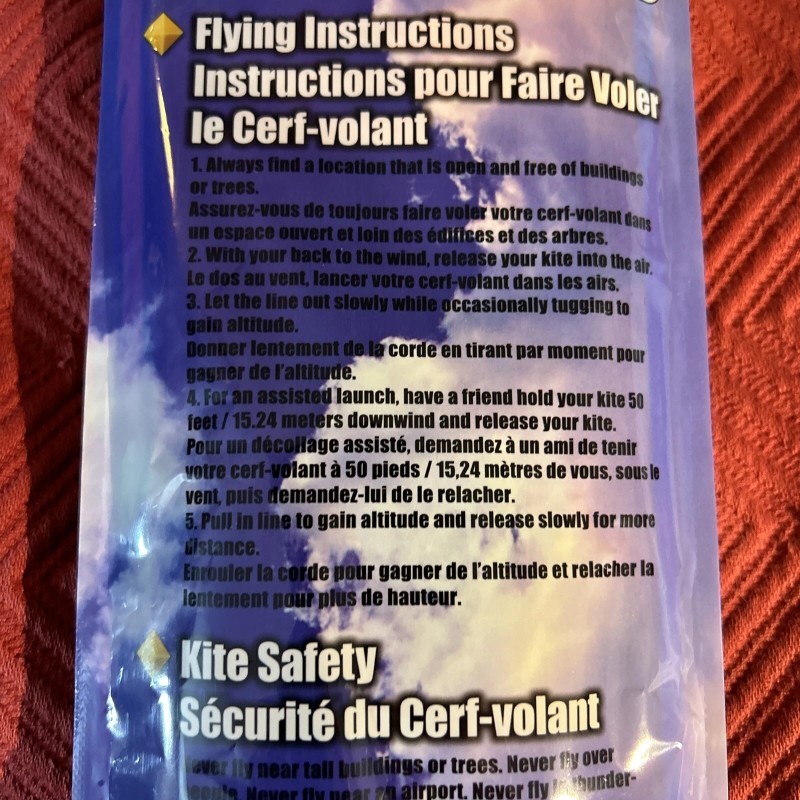 Flying Instructions
Instructions pour Faire Voler
le Cerf-volant
1. Always find a location that is open and free of buildings
or trees.
Assurez-vous de toujours faire voler votre cerf-volant dans
un espace ouvert et loin des édifices et des arbres.
2. With your back to the wind, release your kite into the air.
Le dos au vent, lancer votre cerf-volant dans les airs.
3. Let the line out slowly while occasionally tugging to
gain altitude.
Donner lentement de la corde en tirant par moment pour
gagner de l'altitude.
4. For an assisted launch, have a friend hold your kite 50
feet / 15.24 meters downwind and release your kite.
Pour un décollage assisté, demandez à un ami de tenir
votre cerf-volant à 50 pieds / 15,24 mètres de vous, sous le
vent, puis demandez-lui de le relacher.
5. Pull in line to gain altitude and release slowly for more
distance.
Enrouler la corde pour gagner de l'altitude et relacher la
lentement pour plus de hauteur.
Kite Safety
Sécurité du Cerf-volant
Never fly near tall buildings or trees. Never fly over
people. Never fly near an airport. Never fly in thunder-